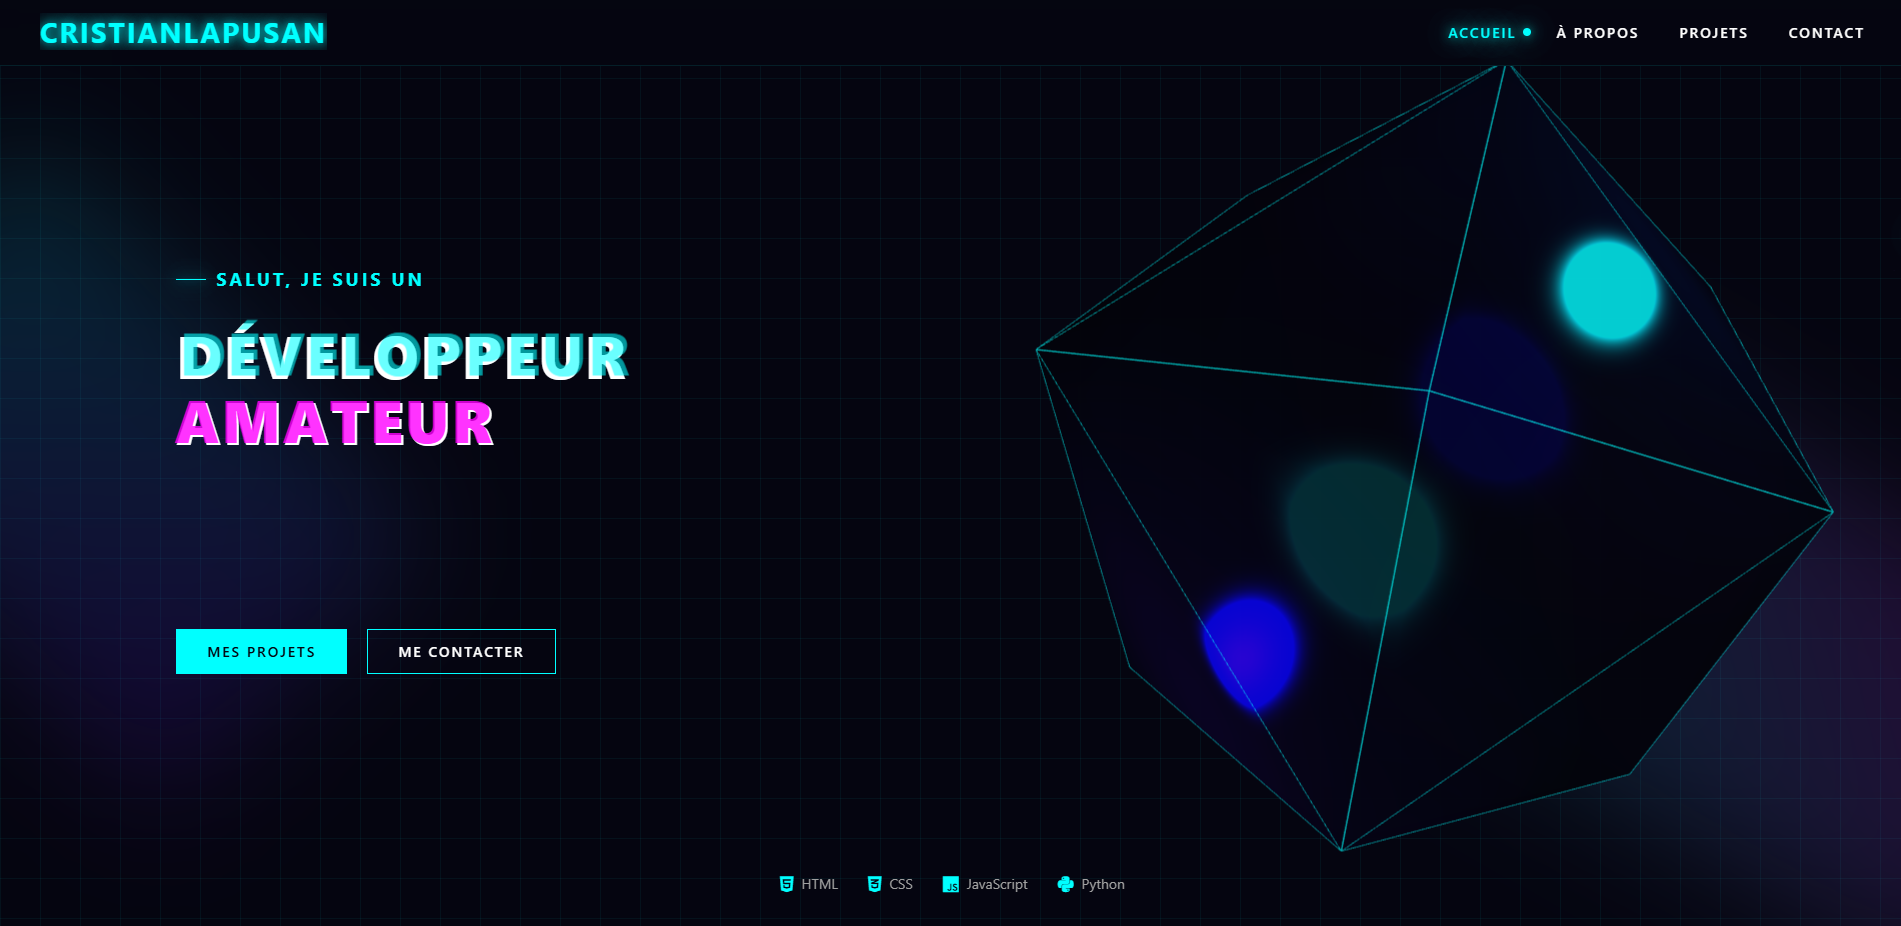 CRISTIANLAPUSAN
ACCUEIL À PROPOS PROJETS CONTACT
SALUT, JE SUIS UN
DÉVELOPPEUR
AMATEUR
MES PROJETS ME CONTACTER
HTML CSS JavaScript Python